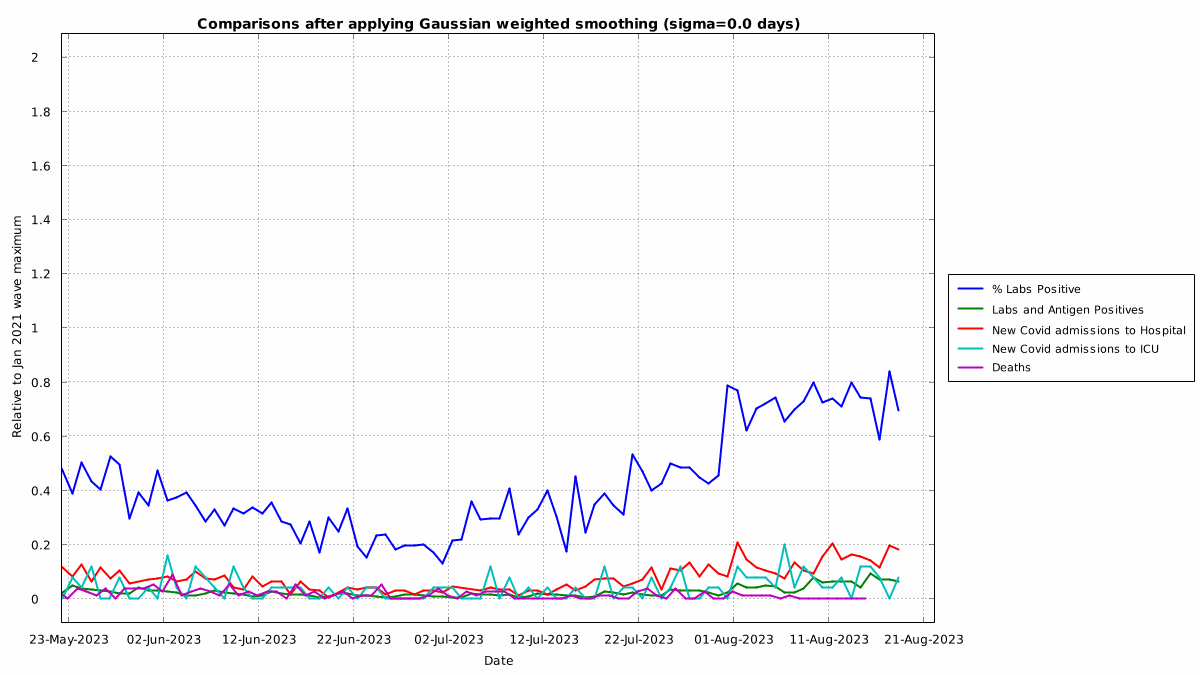 Comparisons after applying Gaussian weighted smoothing (sigma=0.0 days)
Relative to Jan 2021 wave maximum
2
1.8
1.6
1.4
1.2
1
0.8
0.6
0.4
0.2
0
23-May-2023 02-Jun-2023 12-Jun-2023 22-Jun-2023 02-Jul-2023 12-Jul-2023 22-Jul-2023 01-Aug-2023 11-Aug-2023 21-Aug-2023
Date
% Labs Positive
Labs and Antigen Positives
New Covid admissions to Hospital
New Covid admissions to ICU
Deaths